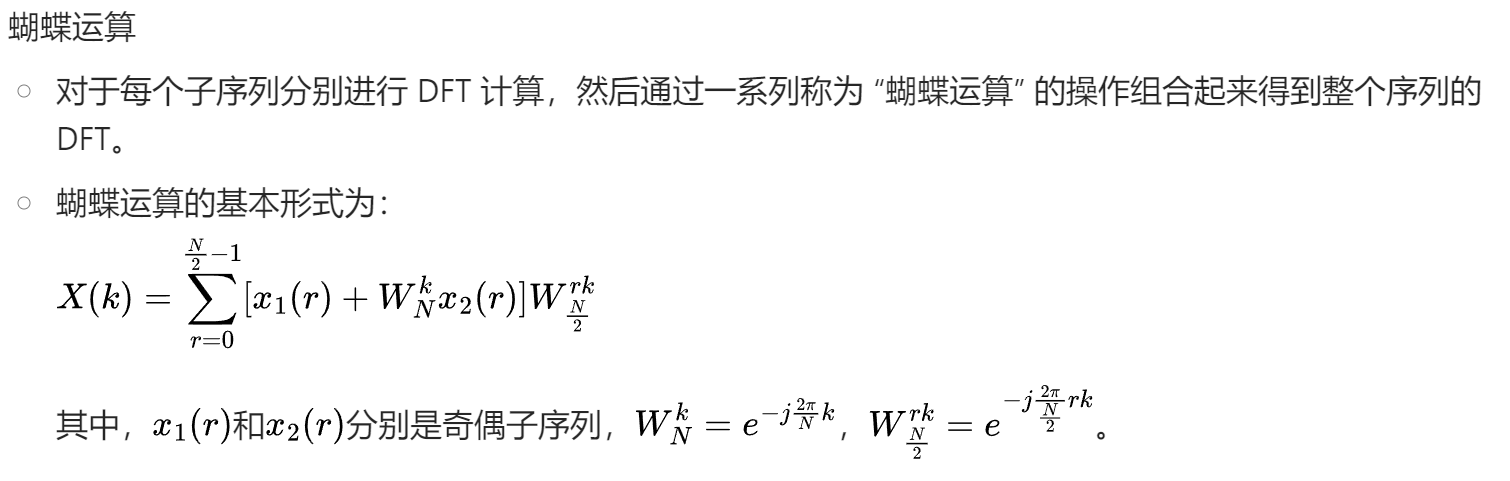 蝴蝶运算
○ 对于每个子序列分别进行 DFT 计算，然后通过一系列称为 “蝴蝶运算” 的操作组合起来得到整个序列的
DFT。
○ 蝴蝶运算的基本形式为：
$X(k) = \sum_{r=0}^{\frac{N}{2}-1} [x_1(r) + W_N^k x_2(r)] W_{\frac{N}{2}}^{rk}$
其中，$x_1(r)$和$x_2(r)$分别是奇偶子序列，$W_N^k = e^{-j\frac{2\pi}{N}k}$，$W_{\frac{N}{2}}^{rk} = e^{-j\frac{2\pi}{\frac{N}{2}}rk}$。